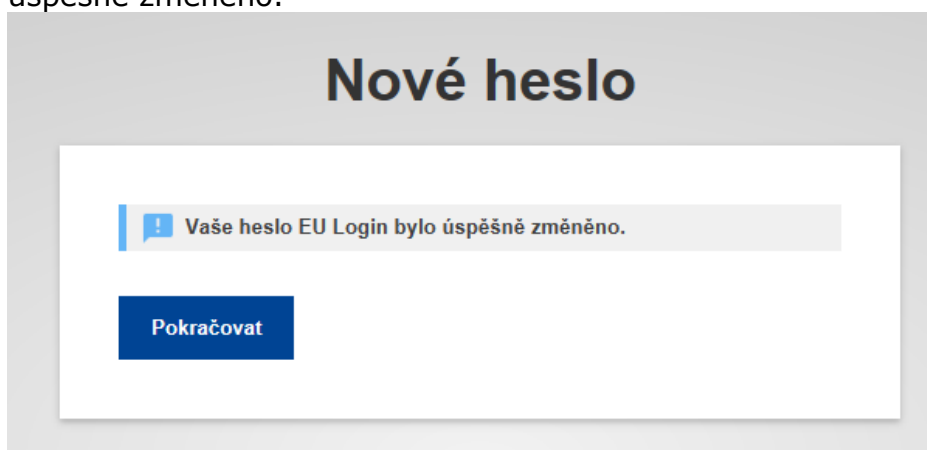 úspěšně změněno.
Nové heslo
Vaše heslo EU Login bylo úspěšně změněno.
Pokračovat